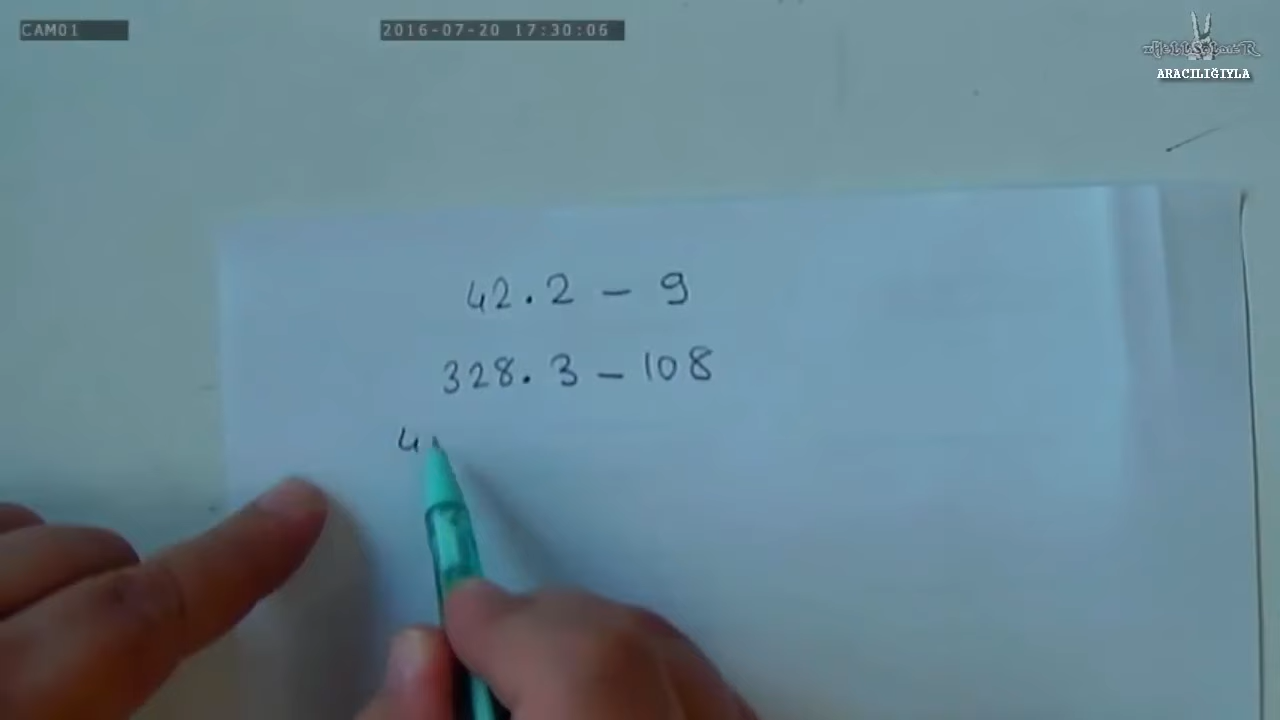 CAM01
2016-07-20 17:30:06
ARACILIĞIYLA
42.2 - 9
328.3 - 108
4